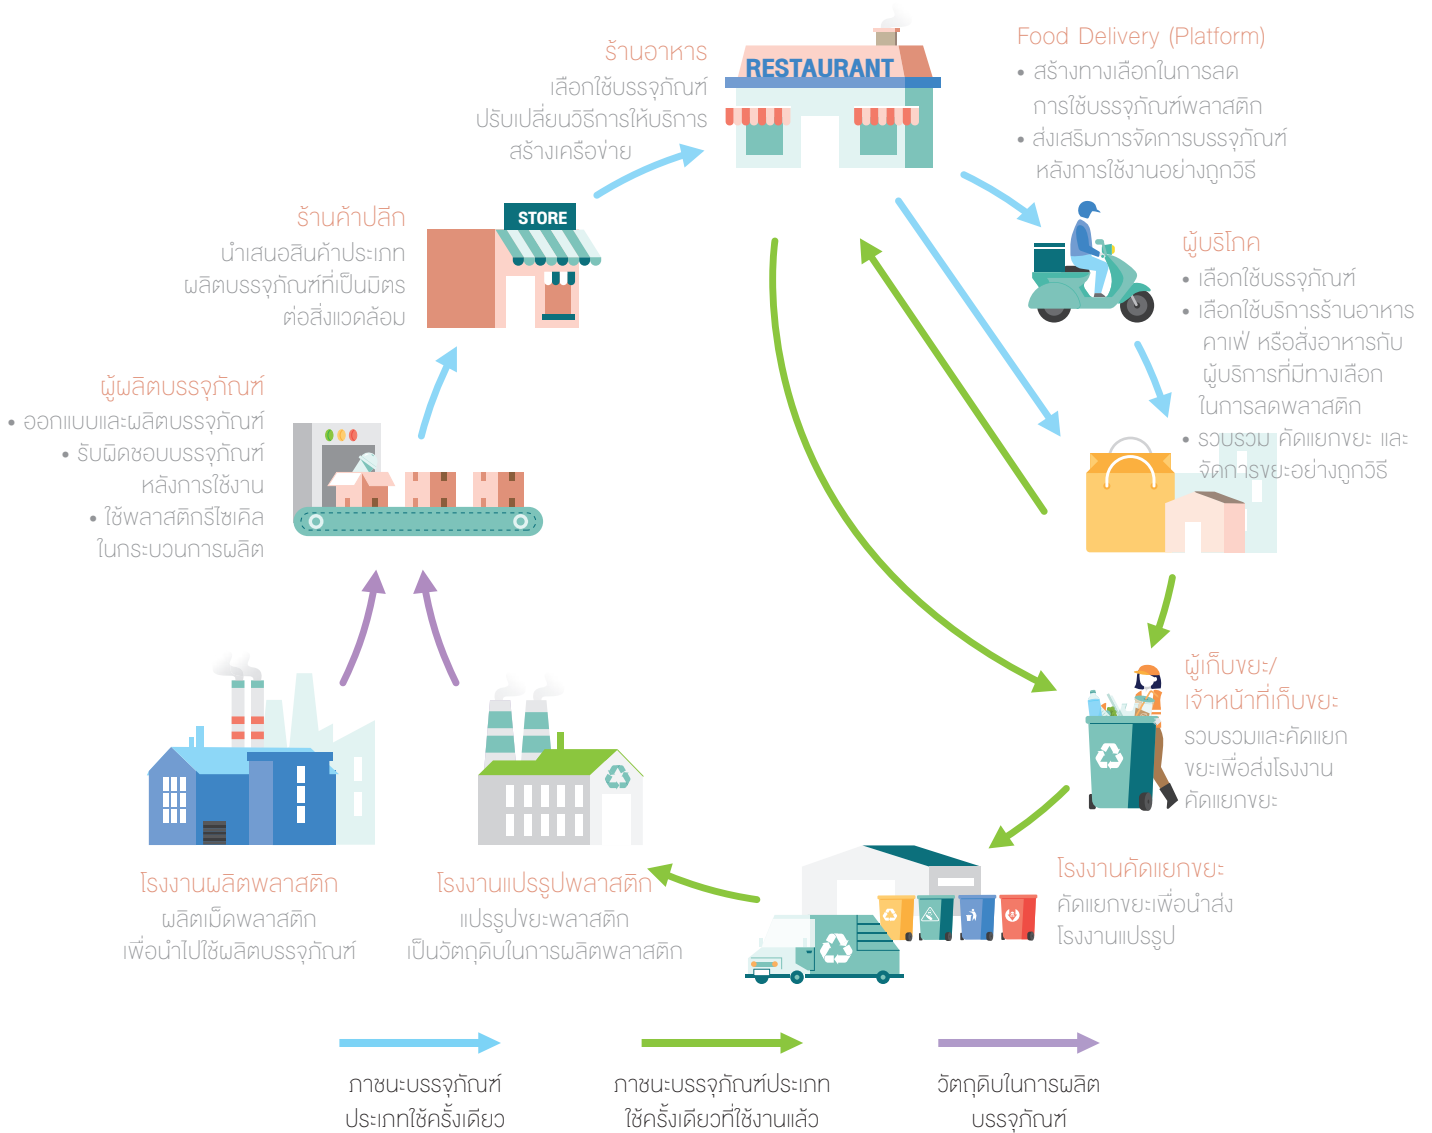 ร้านอาหาร
เลือกใช้บรรจุภัณฑ์
ปรับเปลี่ยนวิธีการให้บริการ
สร้างเครือข่าย
RESTAURANT
Food Delivery (Platform)
• สร้างทางเลือกในการลด
การใช้บรรจุภัณฑ์พลาสติก
• ส่งเสริมการจัดการบรรจุภัณฑ์
หลังการใช้งานอย่างถูกวิธี
ร้านค้าปลีก
นำเสนอสินค้าประเภท
ผลิตบรรจุภัณฑ์ที่เป็นมิตร
ต่อสิ่งแวดล้อม
STORE
ผู้บริโภค
• เลือกใช้บรรจุภัณฑ์
• เลือกใช้บริการร้านอาหาร
คาเฟ่ หรือสั่งอาหารกับ
ผู้บริการที่มีทางเลือก
ในการลดพลาสติก
• รวบรวม คัดแยกขยะ และ
จัดการขยะอย่างถูกวิธี
ผู้ผลิตบรรจุภัณฑ์
• ออกแบบและผลิตบรรจุภัณฑ์
• รับผิดชอบบรรจุภัณฑ์
หลังการใช้งาน
• ใช้พลาสติกรีไซเคิล
ในกระบวนการผลิต
ผู้เก็บขยะ/
เจ้าหน้าที่เก็บขยะ
รวบรวมและคัดแยก
ขยะเพื่อส่งโรงงาน
คัดแยกขยะ
โรงงานผลิตพลาสติก
ผลิตเม็ดพลาสติก
เพื่อนำไปใช้ผลิตบรรจุภัณฑ์
โรงงานแปรรูปพลาสติก
แปรรูปขยะพลาสติก
เป็นวัตถุดิบในการผลิตพลาสติก
โรงงานคัดแยกขยะ
คัดแยกขยะเพื่อนำส่ง
โรงงานแปรรูป
ภาชนะบรรจุภัณฑ์
ประเภทใช้ครั้งเดียว
ภาชนะบรรจุภัณฑ์ประเภท
ใช้ครั้งเดียวที่ใช้งานแล้ว
วัตถุดิบในการผลิต
บรรจุภัณฑ์